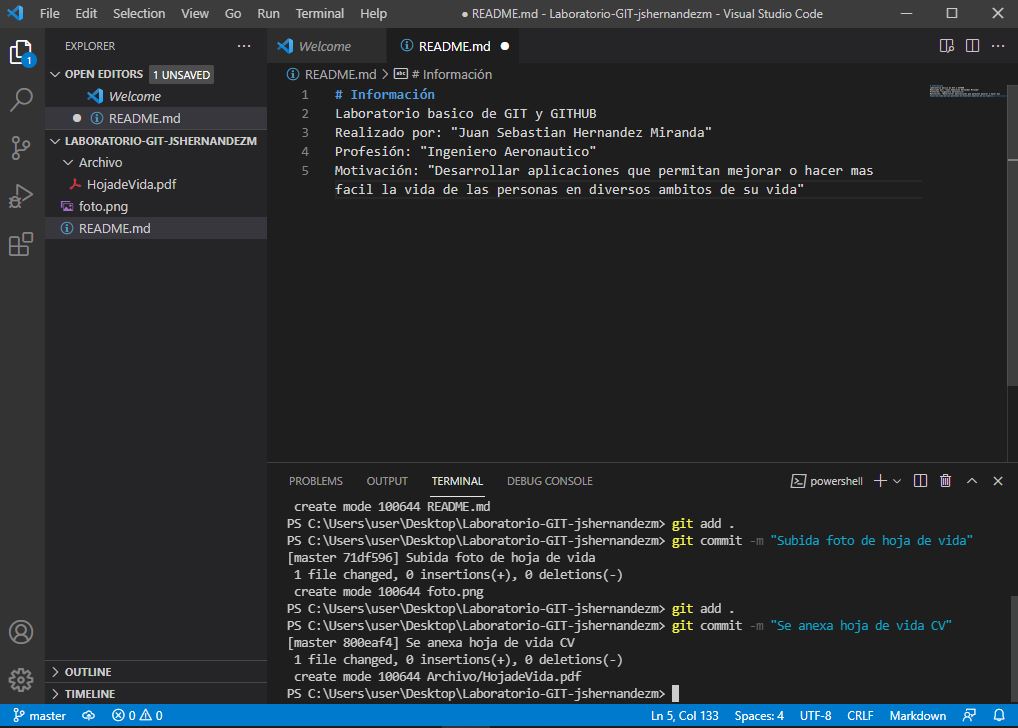 File Edit Selection View Go Run Terminal Help ● README.md - Laboratorio-GIT-jshernandezm - Visual Studio Code
EXPLORER
Welcome
README.md
OPEN EDITORS 1 UNSAVED
Welcome
README.md
LABORATORIO-GIT-JSHERNANDEZM
Archivo
HojadeVida.pdf
foto.png
README.md
OUTLINE
TIMELINE
README.md > # Información
1 # Información
2 Laboratorio basico de GIT y GITHUB
3 Realizado por: "Juan Sebastian Hernandez Miranda"
4 Profesión: "Ingeniero Aeronautico"
5 Motivación: "Desarrollar aplicaciones que permitan mejorar o hacer mas
facil la vida de las personas en diversos ambitos de su vida"
PROBLEMS OUTPUT TERMINAL DEBUG CONSOLE powershell
create mode 100644 README.md
PS C:\Users\user\Desktop\Laboratorio-GIT-jshernandezm> git add .
PS C:\Users\user\Desktop\Laboratorio-GIT-jshernandezm> git commit -m "Subida foto de hoja de vida"
[master 71df596] Subida foto de hoja de vida
1 file changed, 0 insertions(+), 0 deletions(-)
create mode 100644 foto.png
PS C:\Users\user\Desktop\Laboratorio-GIT-jshernandezm> git add .
PS C:\Users\user\Desktop\Laboratorio-GIT-jshernandezm> git commit -m "Se anexa hoja de vida CV"
[master 800eaf4] Se anexa hoja de vida CV
1 file changed, 0 insertions(+), 0 deletions(-)
create mode 100644 Archivo/HojadeVida.pdf
PS C:\Users\user\Desktop\Laboratorio-GIT-jshernandezm>
1
master 0 0 Ln 5, Col 133 Spaces: 4 UTF-8 CRLF Markdown